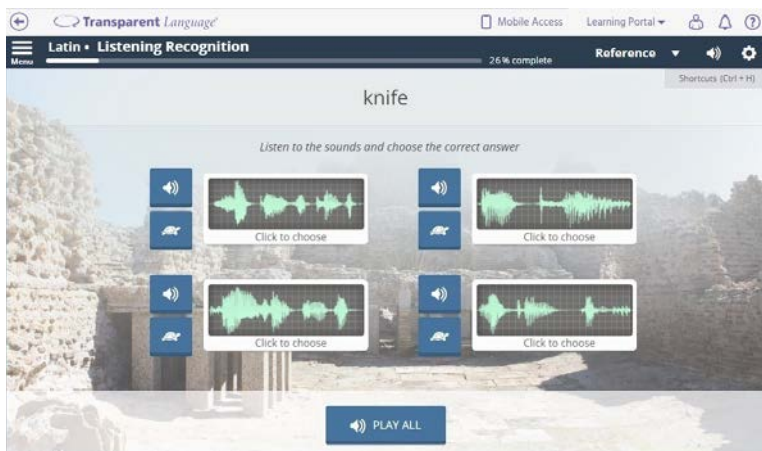 Transparent Language
Mobile Access
Learning Portal
Menu
Latin • Listening Recognition
26% complete
Reference
Shortcuts (Ctrl + H)
knife
Listen to the sounds and choose the correct answer
Click to choose
Click to choose
Click to choose
Click to choose
PLAY ALL